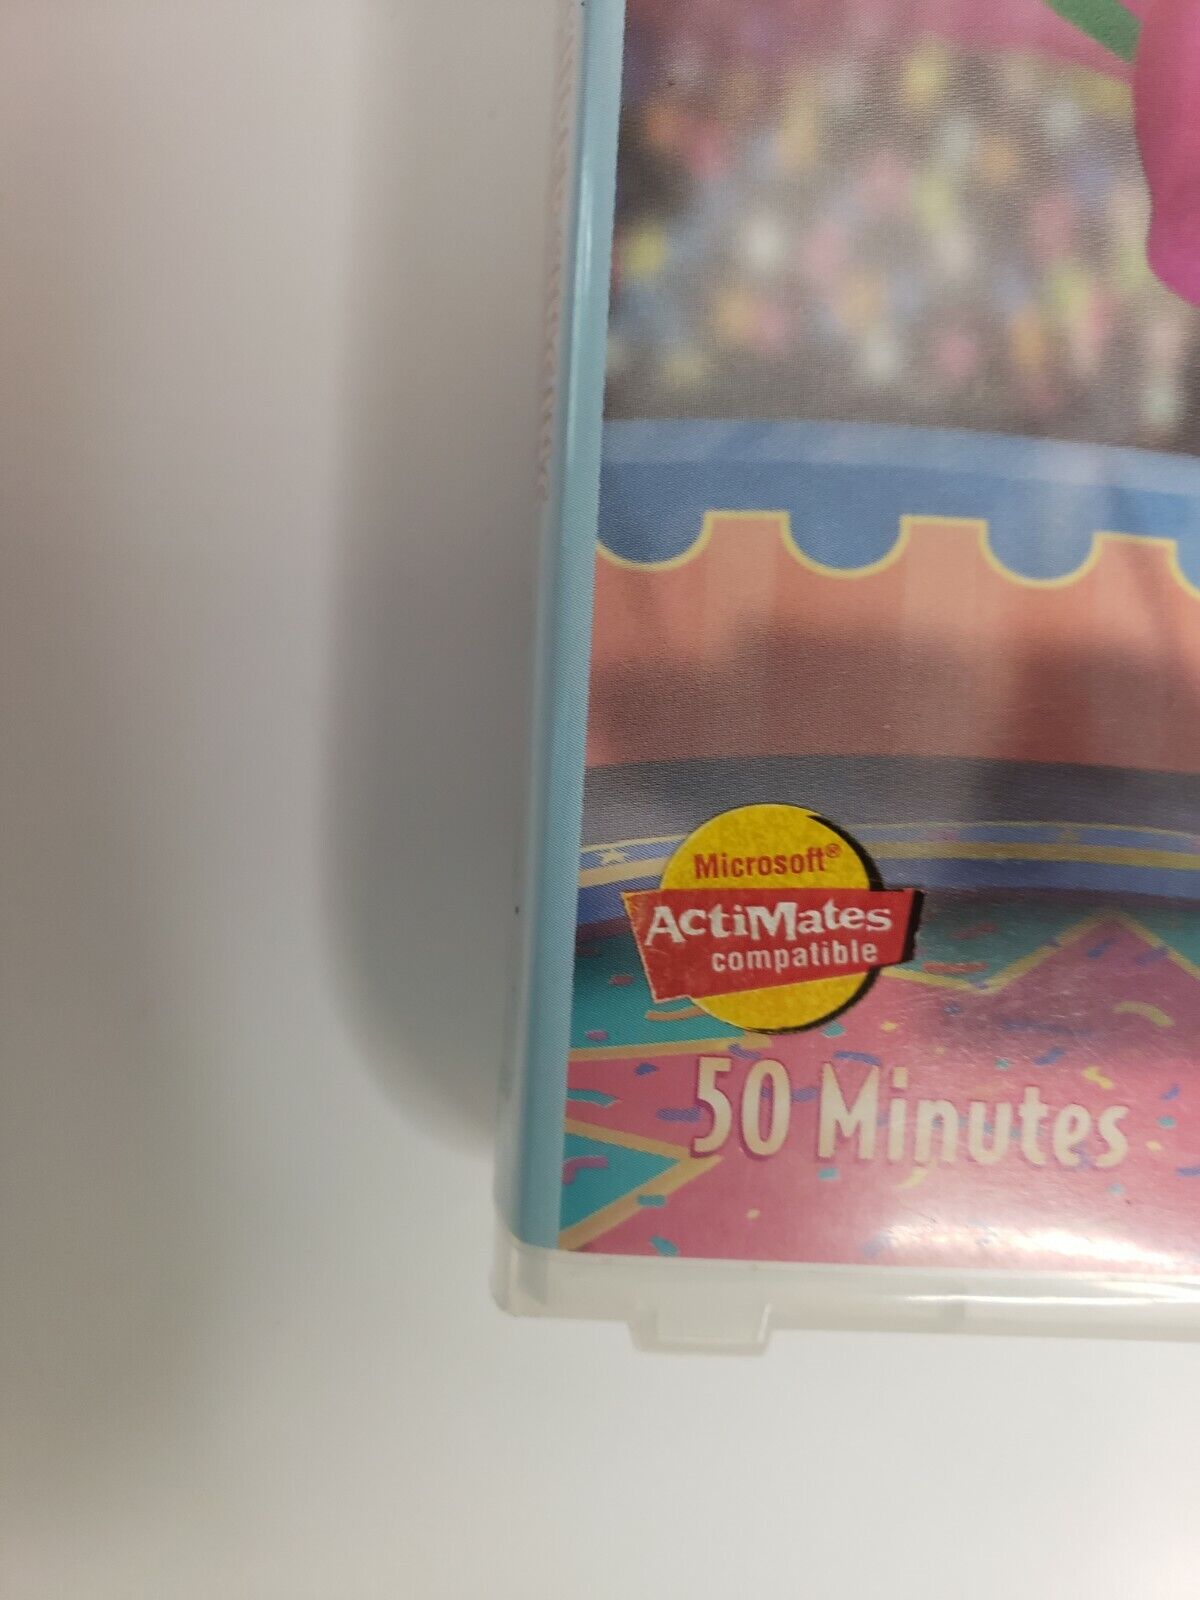 Microsoft®
ActiMates
compatible
50 Minutes